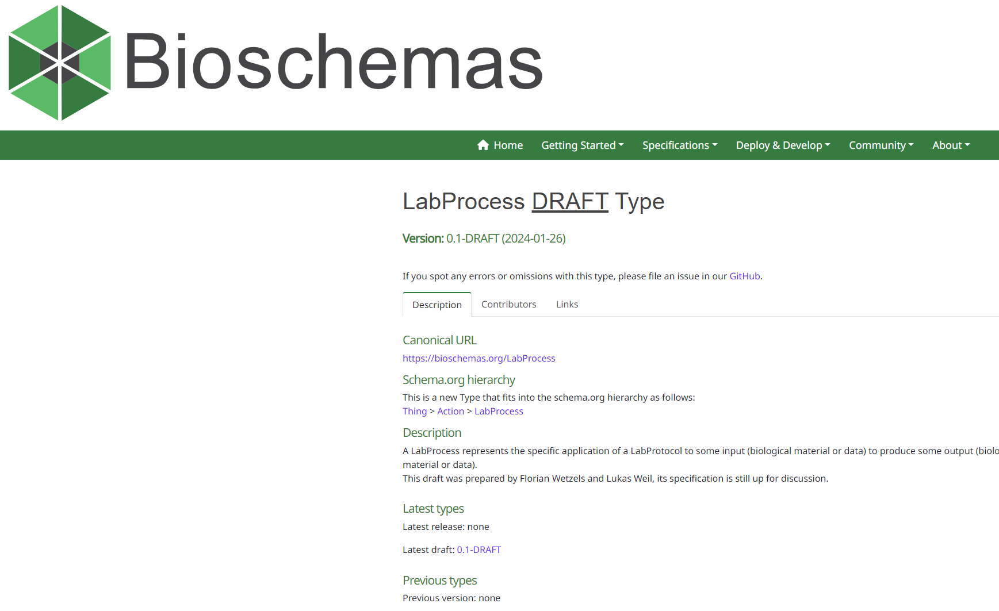 Bioschemas
Home Getting Started Specifications Deploy & Develop Community About
LabProcess DRAFT Type
Version: 0.1-DRAFT (2024-01-26)
If you spot any errors or omissions with this type, please file an issue in our GitHub.
Description Contributors Links
Canonical URL
https://bioschemas.org/LabProcess
Schema.org hierarchy
This is a new Type that fits into the schema.org hierarchy as follows:
Thing > Action > LabProcess
Description
A LabProcess represents the specific application of a LabProtocol to some input (biological material or data) to produce some output (biolo
material or data).
This draft was prepared by Florian Wetzels and Lukas Weil, its specification is still up for discussion.
Latest types
Latest release: none
Latest draft: 0.1-DRAFT
Previous types
Previous version: none